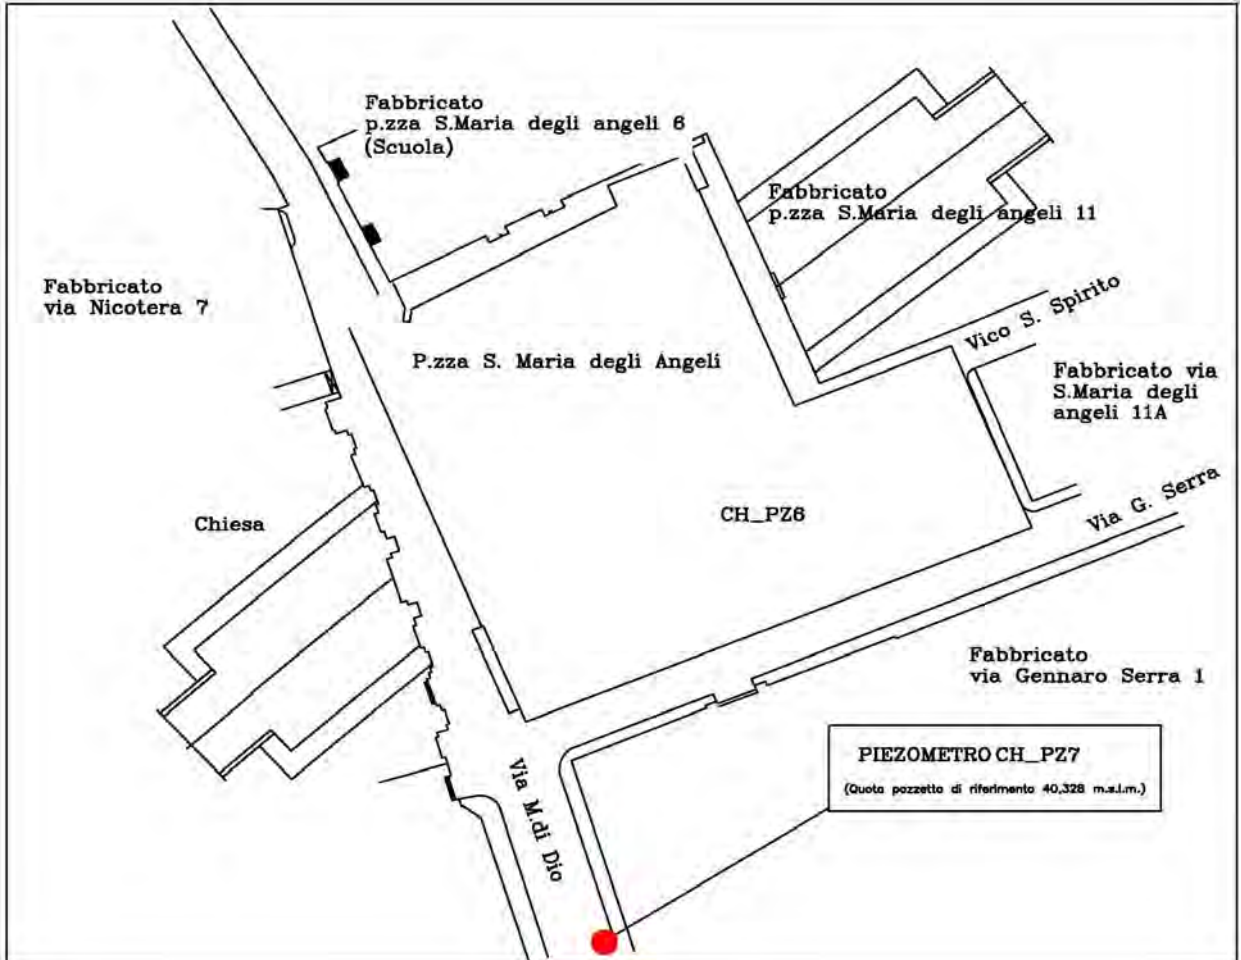 Fabbricato
p.zza S.Maria degli angeli 6
(Scuola)
Fabbricato
p.zza S.Maria degli angeli 11
Fabbricato
via Nicotera 7
Vico S. Spirito
P.zza S. Maria degli Angeli
Fabbricato via
S.Maria degli
angeli 11A
Chiesa
CH_PZ6
Via G. Serra
Fabbricato
via Gennaro Serra 1
PIEZOMETRO CH_PZ7
(Quota pozzetto di riferimento 40,328 m.s.l.m.)
Via M.di Dio